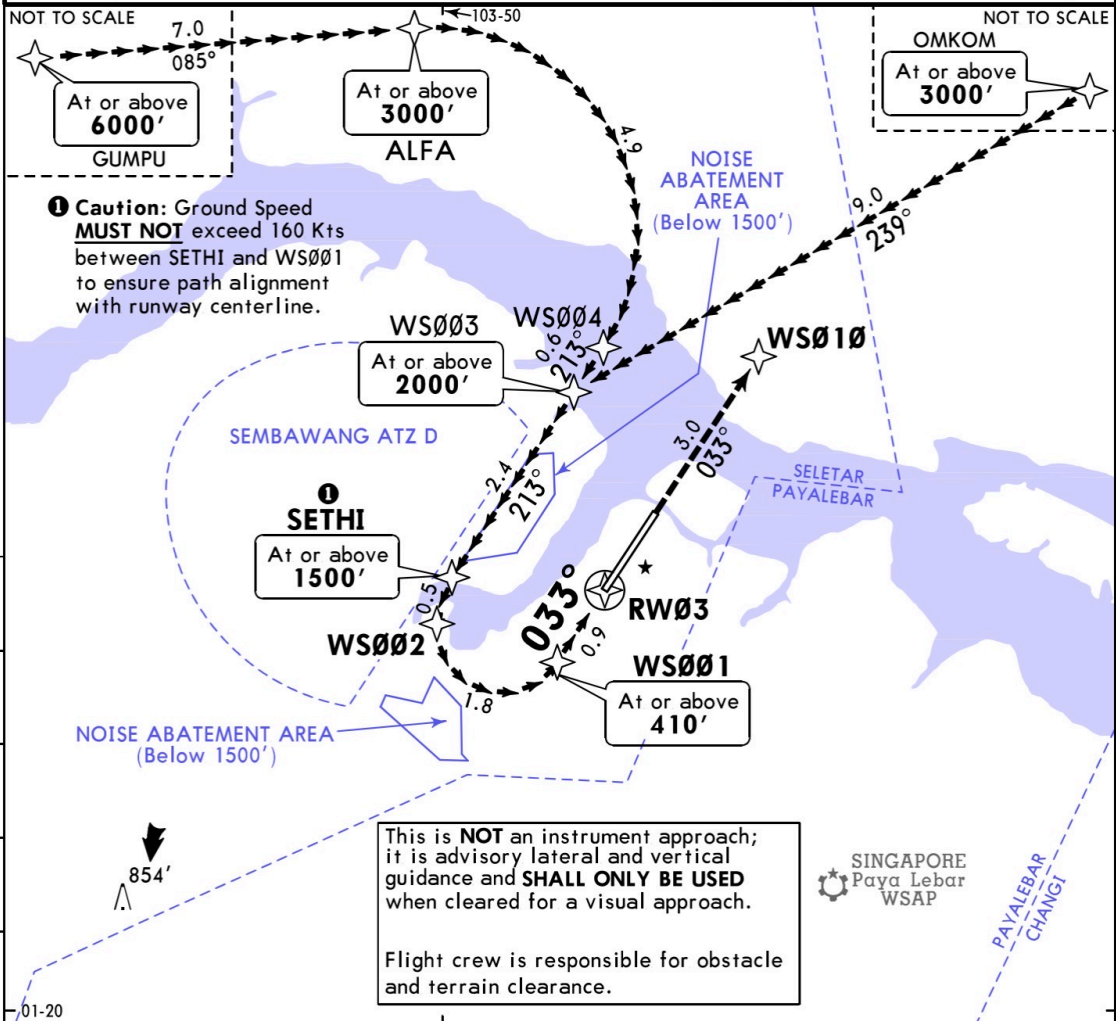 NOT TO SCALE
7.0
085°
103-50
NOT TO SCALE
OMKOM
At or above
3000'
At or above
6000'
GUMPU
At or above
3000'
ALFA
4.9
NOISE
ABATEMENT
AREA
(Below 1500')
9.0
239°
❶ Caution: Ground Speed
MUST NOT exceed 160 Kts
between SETHI and WSØØ1
to ensure path alignment
with runway centerline.
WSØØ3
At or above
2000'
WSØØ4
0.6
213°
WSØ1Ø
SEMBAWANG ATZ D
3.0
033°
2.4
213°
SELETAR
PAYALEBAR
❶
SETHI
At or above
1500'
0.5
WSØØ2
033°
0.9
RWØ3
WSØØ1
At or above
410'
1.8
NOISE ABATEMENT AREA
(Below 1500')
854'
This is NOT an instrument approach;
it is advisory lateral and vertical
guidance and SHALL ONLY BE USED
when cleared for a visual approach.
Flight crew is responsible for obstacle
and terrain clearance.
SINGAPORE
Paya Lebar
WSAP
PAYALEBAR
CHANGI
01-20